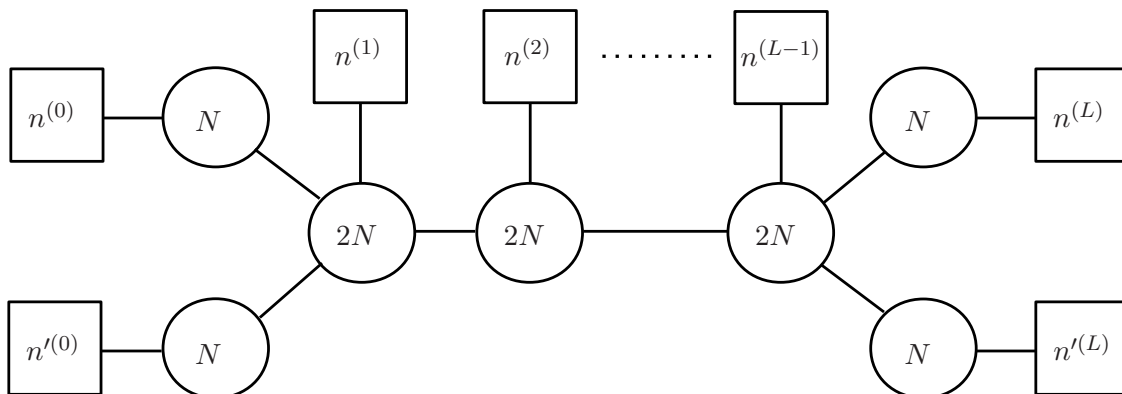 n^{(1)} n^{(2)} ......... n^{(L-1)}
n^{(0)} N N n^{(L)}
2N 2N 2N
n'^{(0)} N N n'^{(L)}